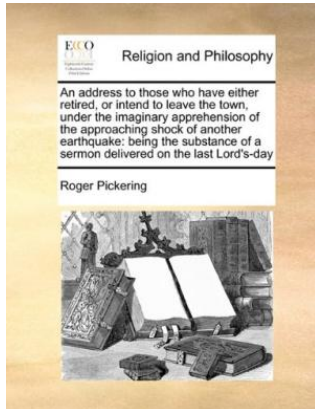 ECCO
Religion and Philosophy
An address to those who have either
retired, or intend to leave the town,
under the imaginary apprehension of
the approaching shock of another
earthquake: being the substance of a
sermon delivered on the last Lord's-day
Roger Pickering